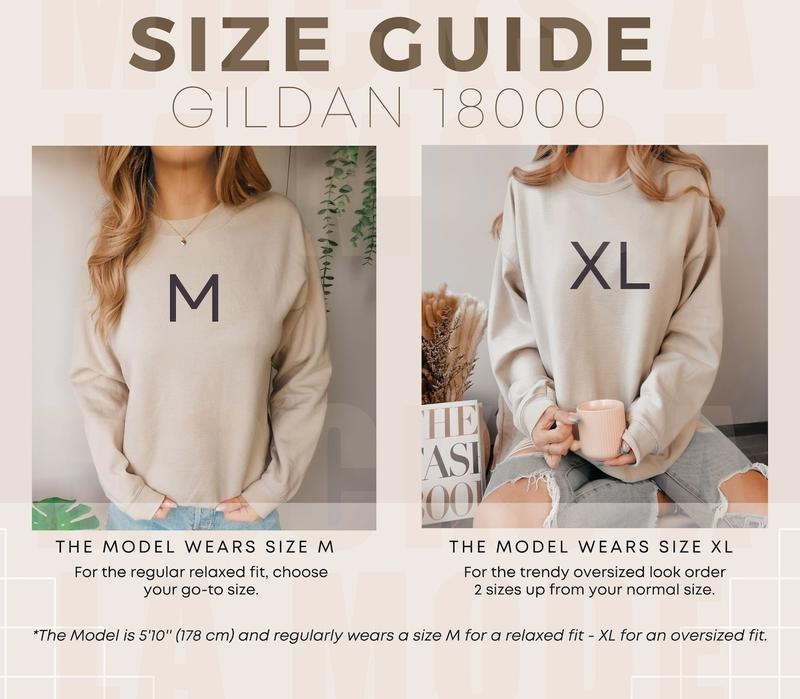 SIZE GUIDE
GILDAN 18000
M
XL
THE
THE MODEL WEARS SIZE M
For the regular relaxed fit, choose
your go-to size.
THE MODEL WEARS SIZE XL
For the trendy oversized look order
2 sizes up from your normal size.
*The Model is 5'10" (178 cm) and regularly wears a size M for a relaxed fit - XL for an oversized fit.